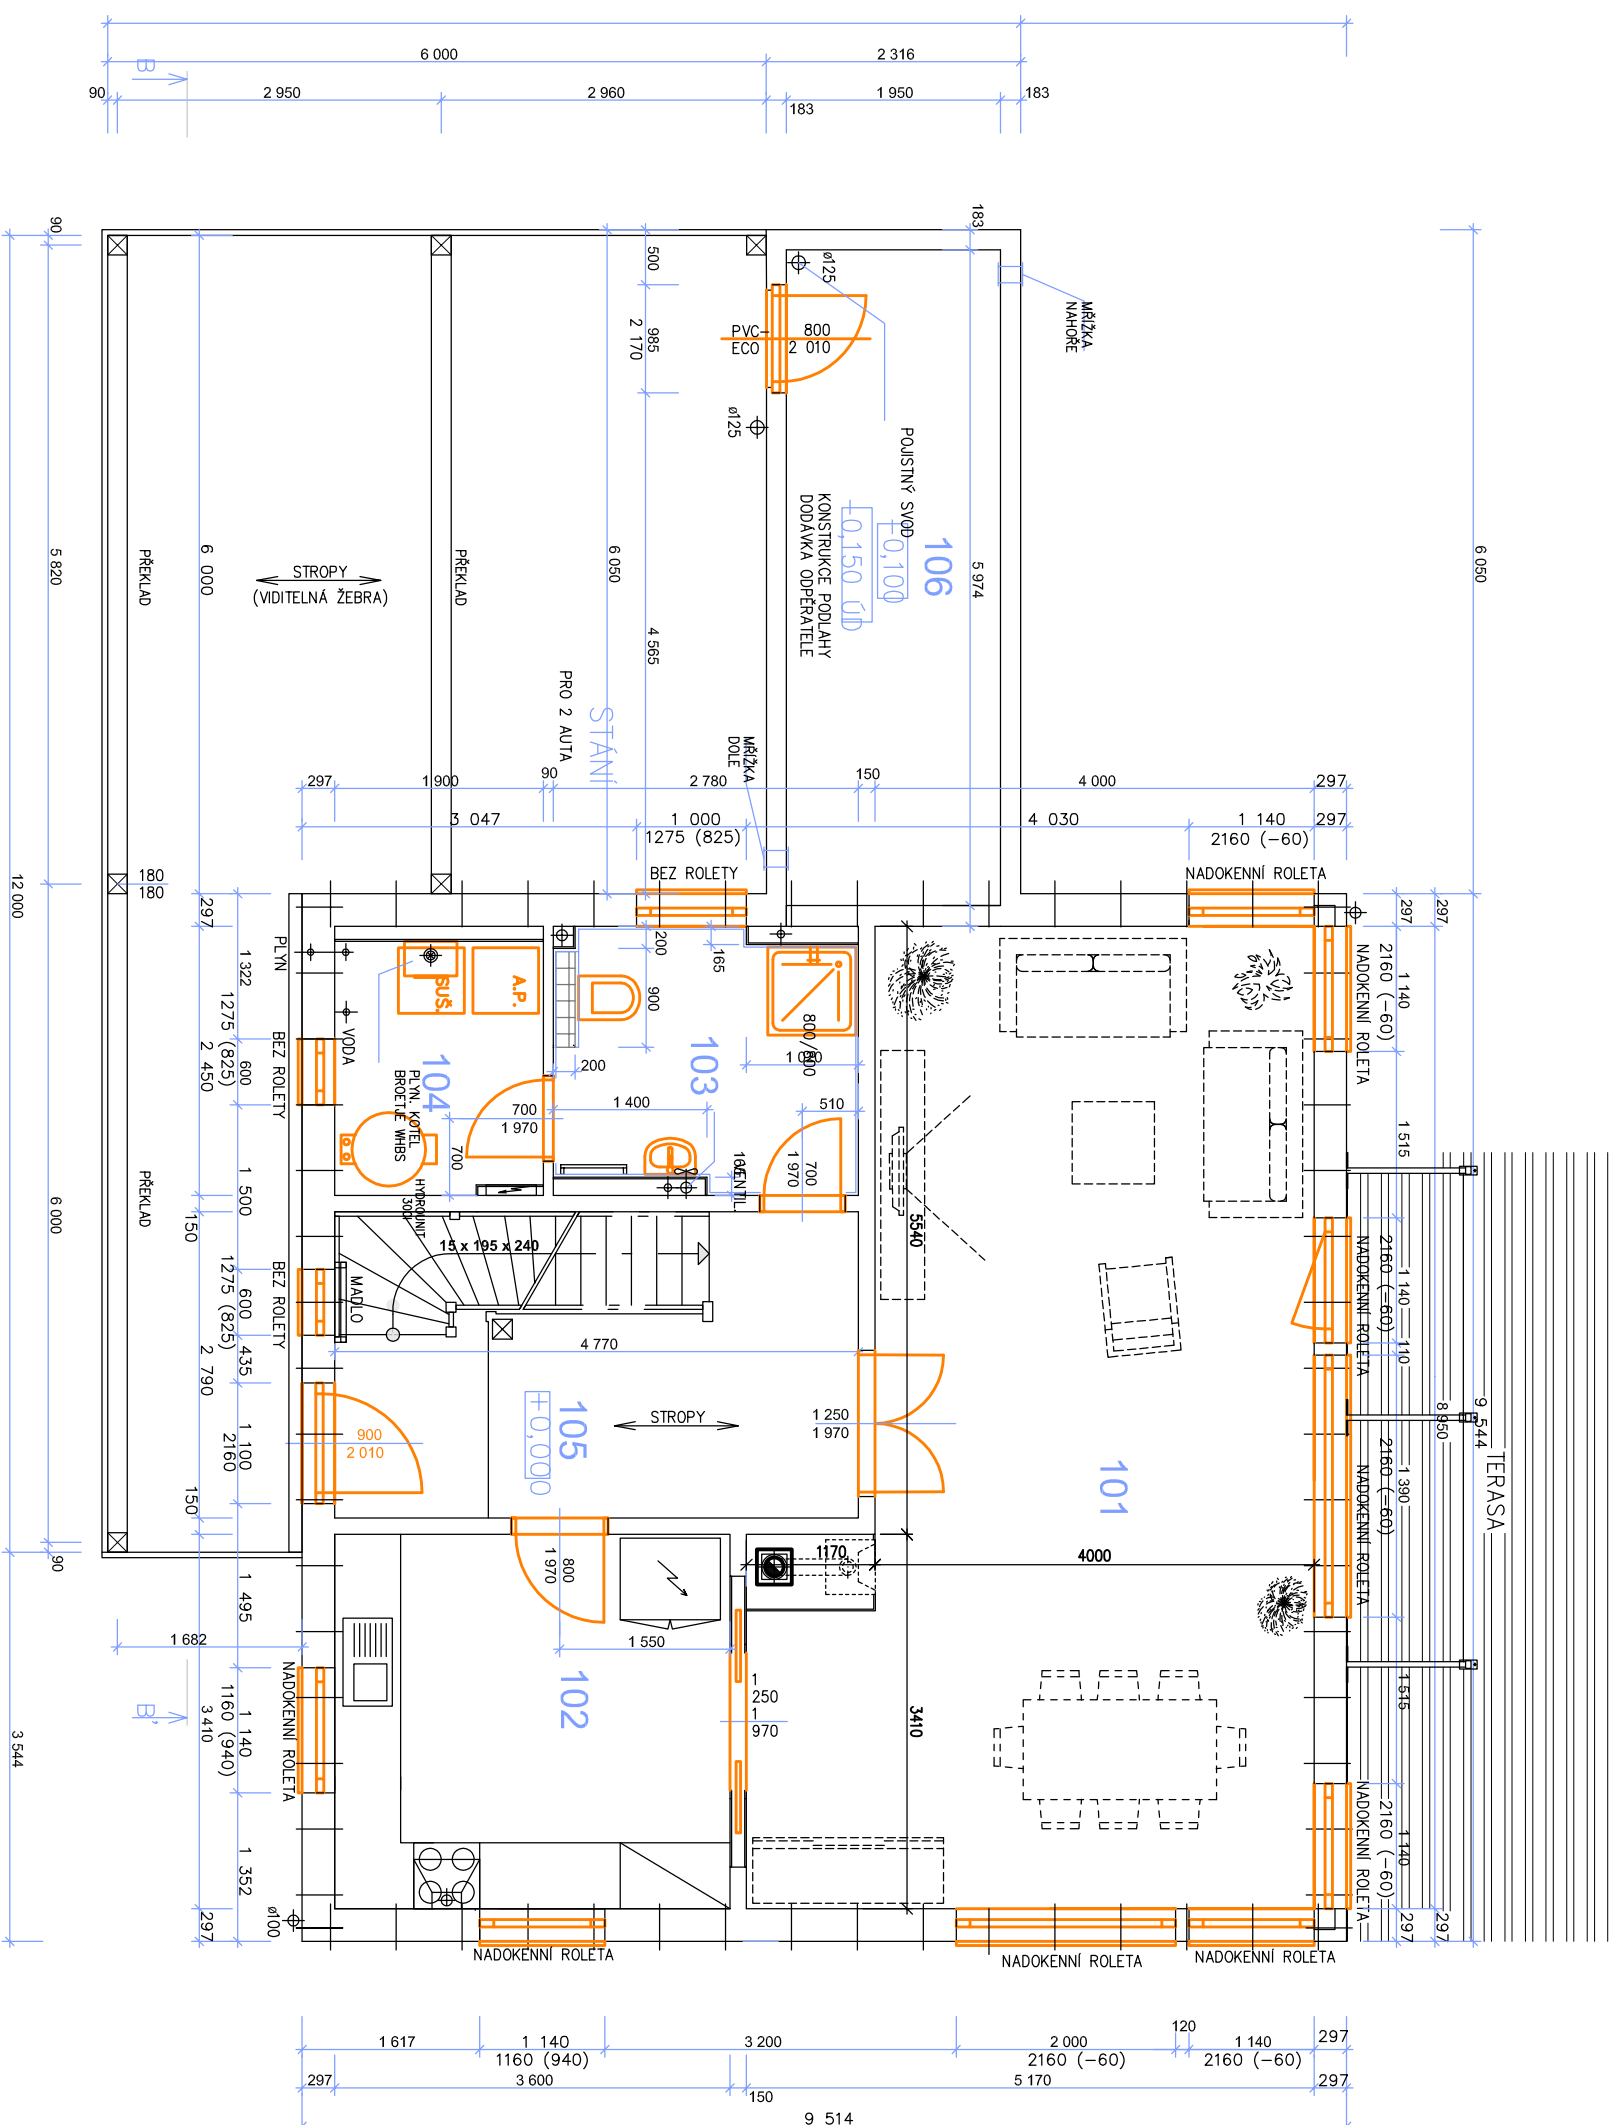 6 000
2 316
B
90
2 950
2 960
183
1 950
183
90
183
500
ø125
MŘÍŽKA
NAHOŘE
985
2 170
PVC-
ECO
800
2 010
ø125
POJISTNÝ SVOD
KONSTRUKCE PODLAHY
DODÁVKA ODPĚRATELE
-0,100
-0,150 ÚD
106
5 974
6 050
6 050
5 820
PŘEKLAD
6 000
STROPY
(VIDITELNÁ ŽEBRA)
PŘEKLAD
4 565
PRO 2 AUTA
STÁNÍ
MŘÍŽKA
DOLE
297
1 900
90
2 780
150
4 000
297
3 047
1 000
1275 (825)
4 030
1 140
2160 (-60)
297
BEZ ROLETY
NADOKENNÍ ROLETA
12 000
180
180
297
297
297
PLYN
1 322
1275 (825)
2 450
600
BEZ ROLETY
VODA
SUŠ.
A.P.
104
PLYN. KOTEL
BROETJE WHBS
HYDROUNIT
300l
200
165
900
200
103
800/800
1 020
1 400
510
700
1 970
700
700
1 970
VENTIL
2160 (-60)
1 140
NADOKENNÍ ROLETA
1 515
PŘEKLAD
6 000
1 500
150
15 x 195 x 240
MADLO
1275 (825)
600
BEZ ROLETY
435
2 790
1 100
2160
150
4 770
5540
2160 (-60)
1 140
NADOKENNÍ ROLETA
110
900
2 010
105
+0,000
STROPY
1 250
1 970
101
9 544
8 950
TERASA
2160 (-60)
1 390
NADOKENNÍ ROLETA
90
1 495
1 682
800
1 970
1170
4000
1 550
102
1
250
1
970
3410
1 515
B'
NADOKENNÍ ROLETA
1160 (940)
1 140
3 410
3 544
1 352
ø100
297
2160 (-60)
1 140
NADOKENNÍ ROLETA
297
297
NADOKENNÍ ROLETA
NADOKENNÍ ROLETA
NADOKENNÍ ROLETA
1 617
1 140
1160 (940)
3 200
2 000
2160 (-60)
120
1 140
2160 (-60)
297
297
3 600
150
5 170
297
9 514